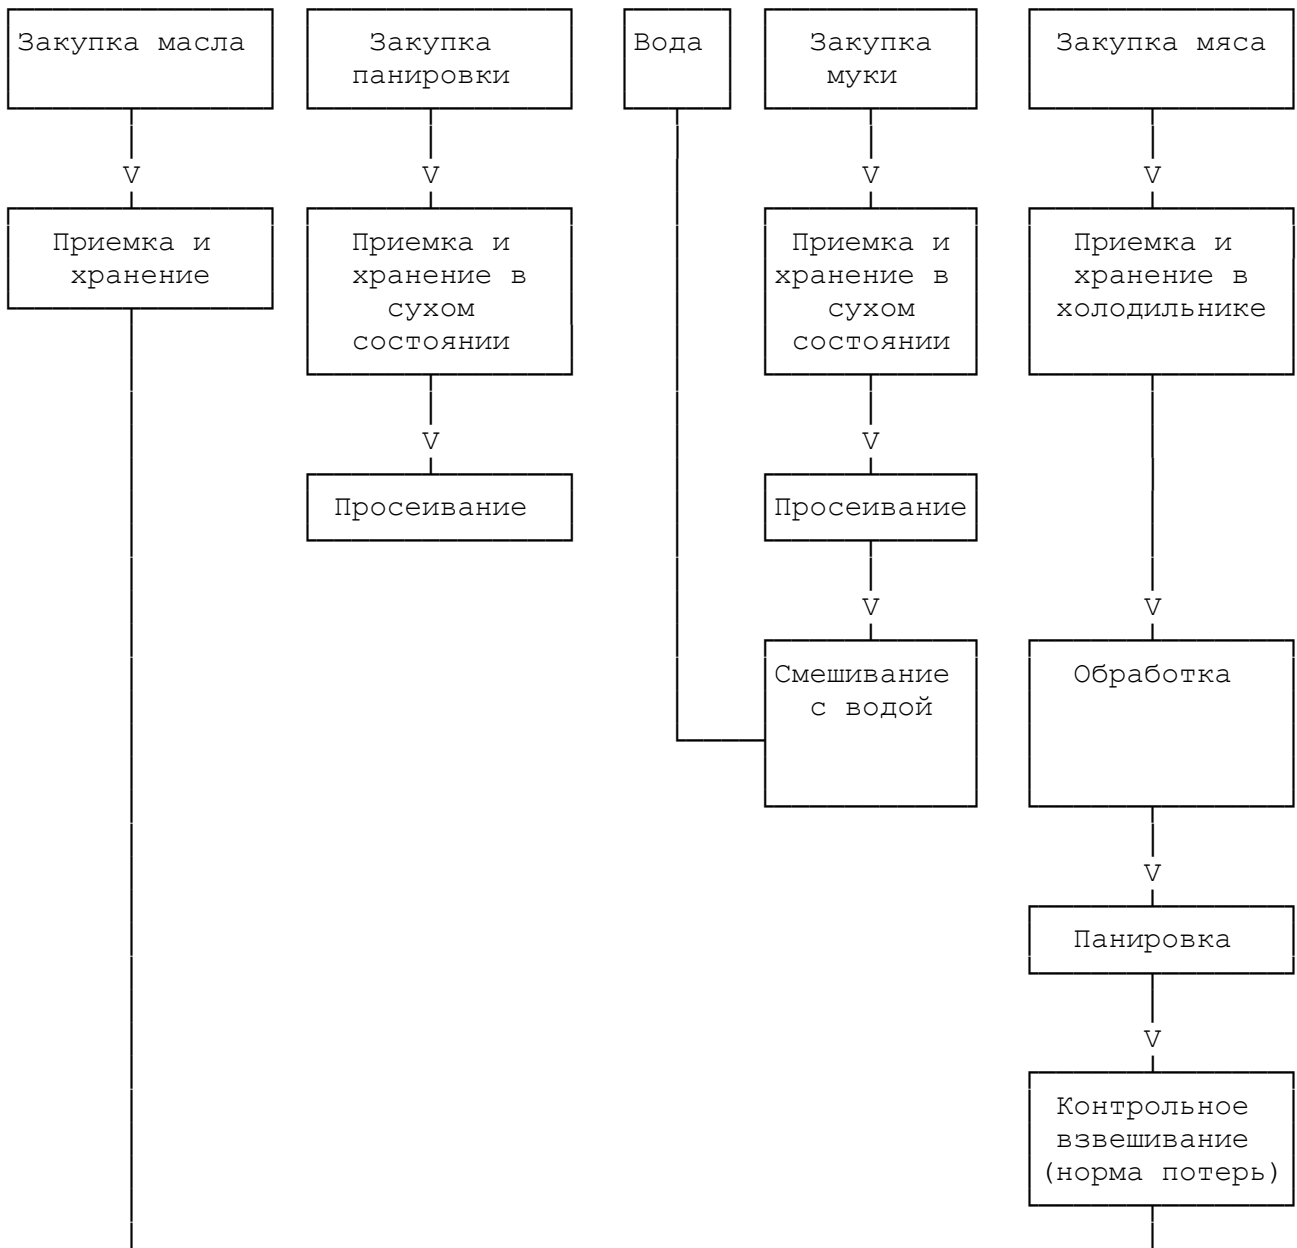 Закупка масла
Закупка
панировки
Вода
Закупка
муки
Закупка мяса
V
V
V
V
Приемка и
хранение
Приемка и
хранение в
сухом
состоянии
Приемка и
хранение в
сухом
состоянии
Приемка и
хранение в
холодильнике
V
V
Просеивание
Просеивание
V
V
Смешивание
с водой
Обработка
V
Панировка
V
Контрольное
взвешивание
(норма потерь)